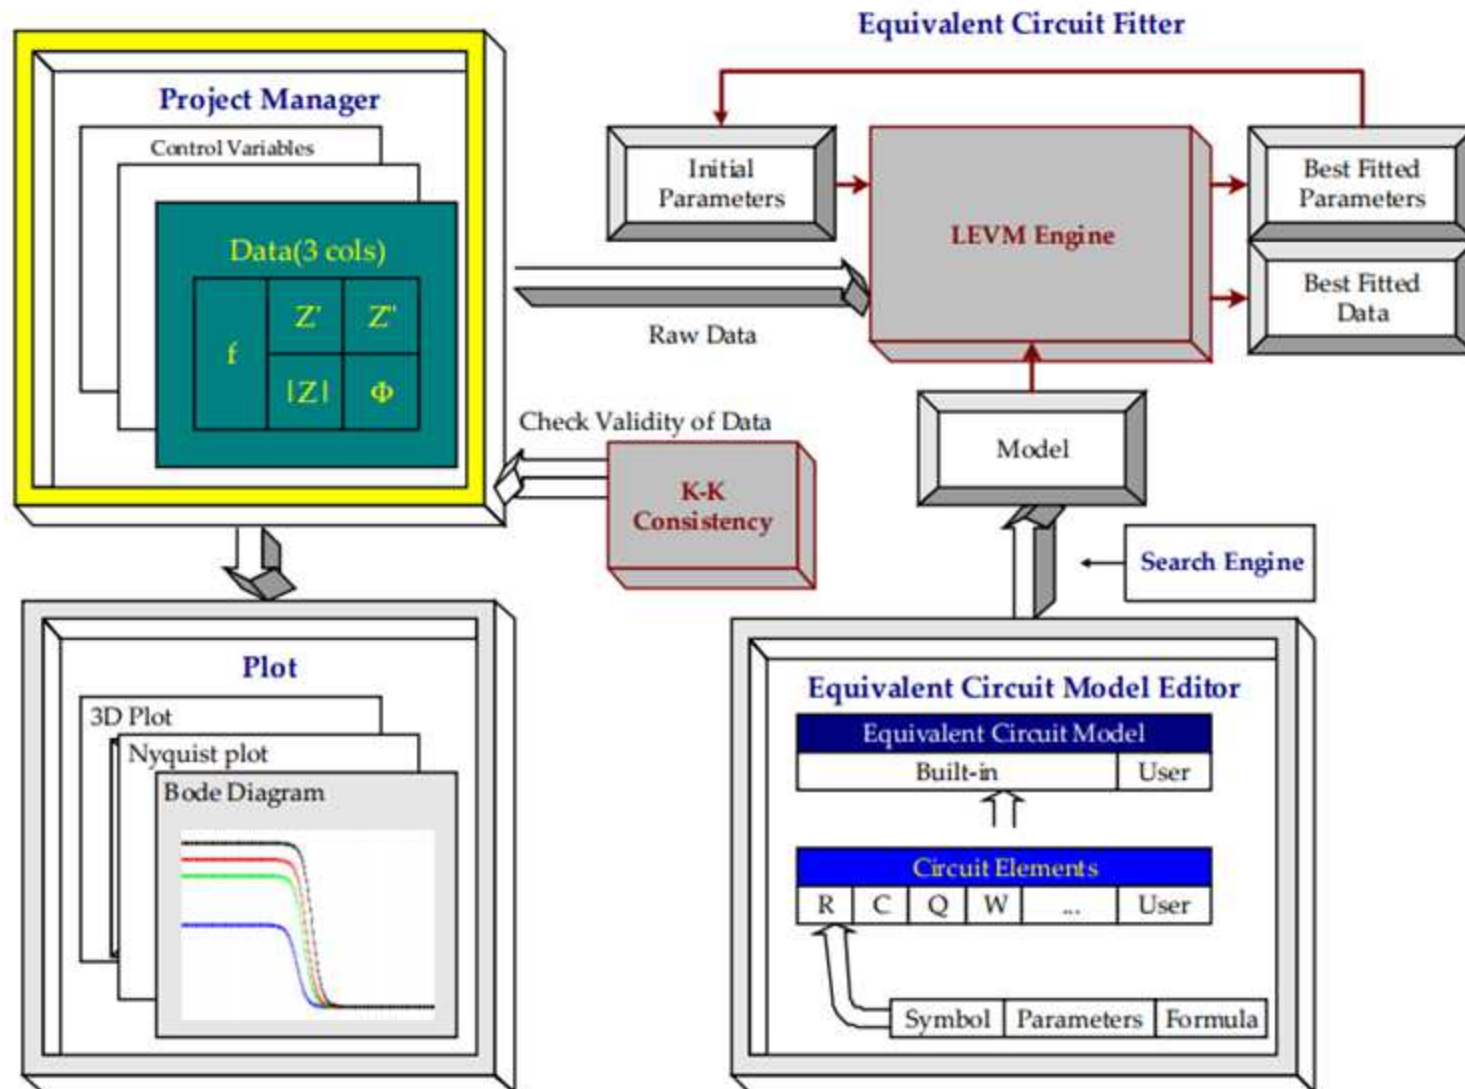 Equivalent Circuit Fitter
Project Manager
Control Variables
Data(3 cols)
f
Z' Z"
|Z| Φ
Initial
Parameters
LEVM Engine
Best Fitted
Parameters
Best Fitted
Data
Raw Data
Check Validity of Data
K-K
Consistency
Model
Search Engine
Plot
3D Plot
Nyquist plot
Bode Diagram
Equivalent Circuit Model Editor
Equivalent Circuit Model
Built-in User
Circuit Elements
R C Q W ... User
Symbol Parameters Formula